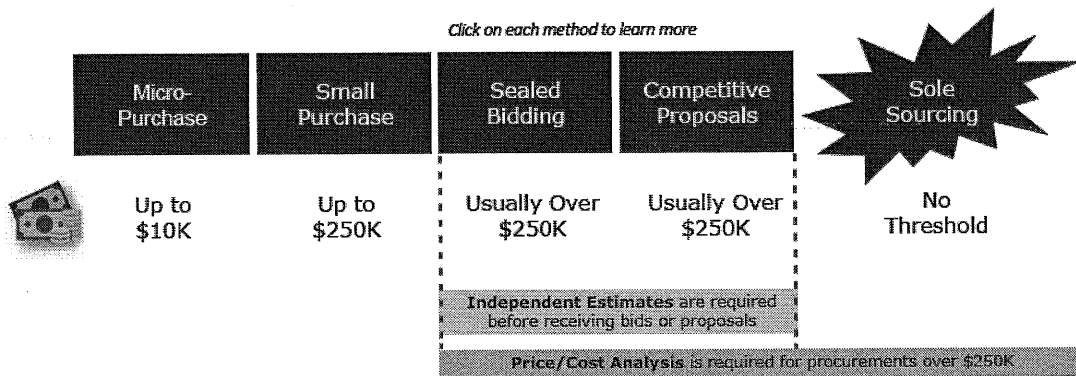 Click on each method to learn more
Micro-
Purchase
Small
Purchase
Sealed
Bidding
Competitive
Proposals
Sole
Sourcing
Up to
$10K
Up to
$250K
Usually Over
$250K
Usually Over
$250K
No
Threshold
Independent Estimates are required
before receiving bids or proposals
Price/Cost Analysis is required for procurements over $250K